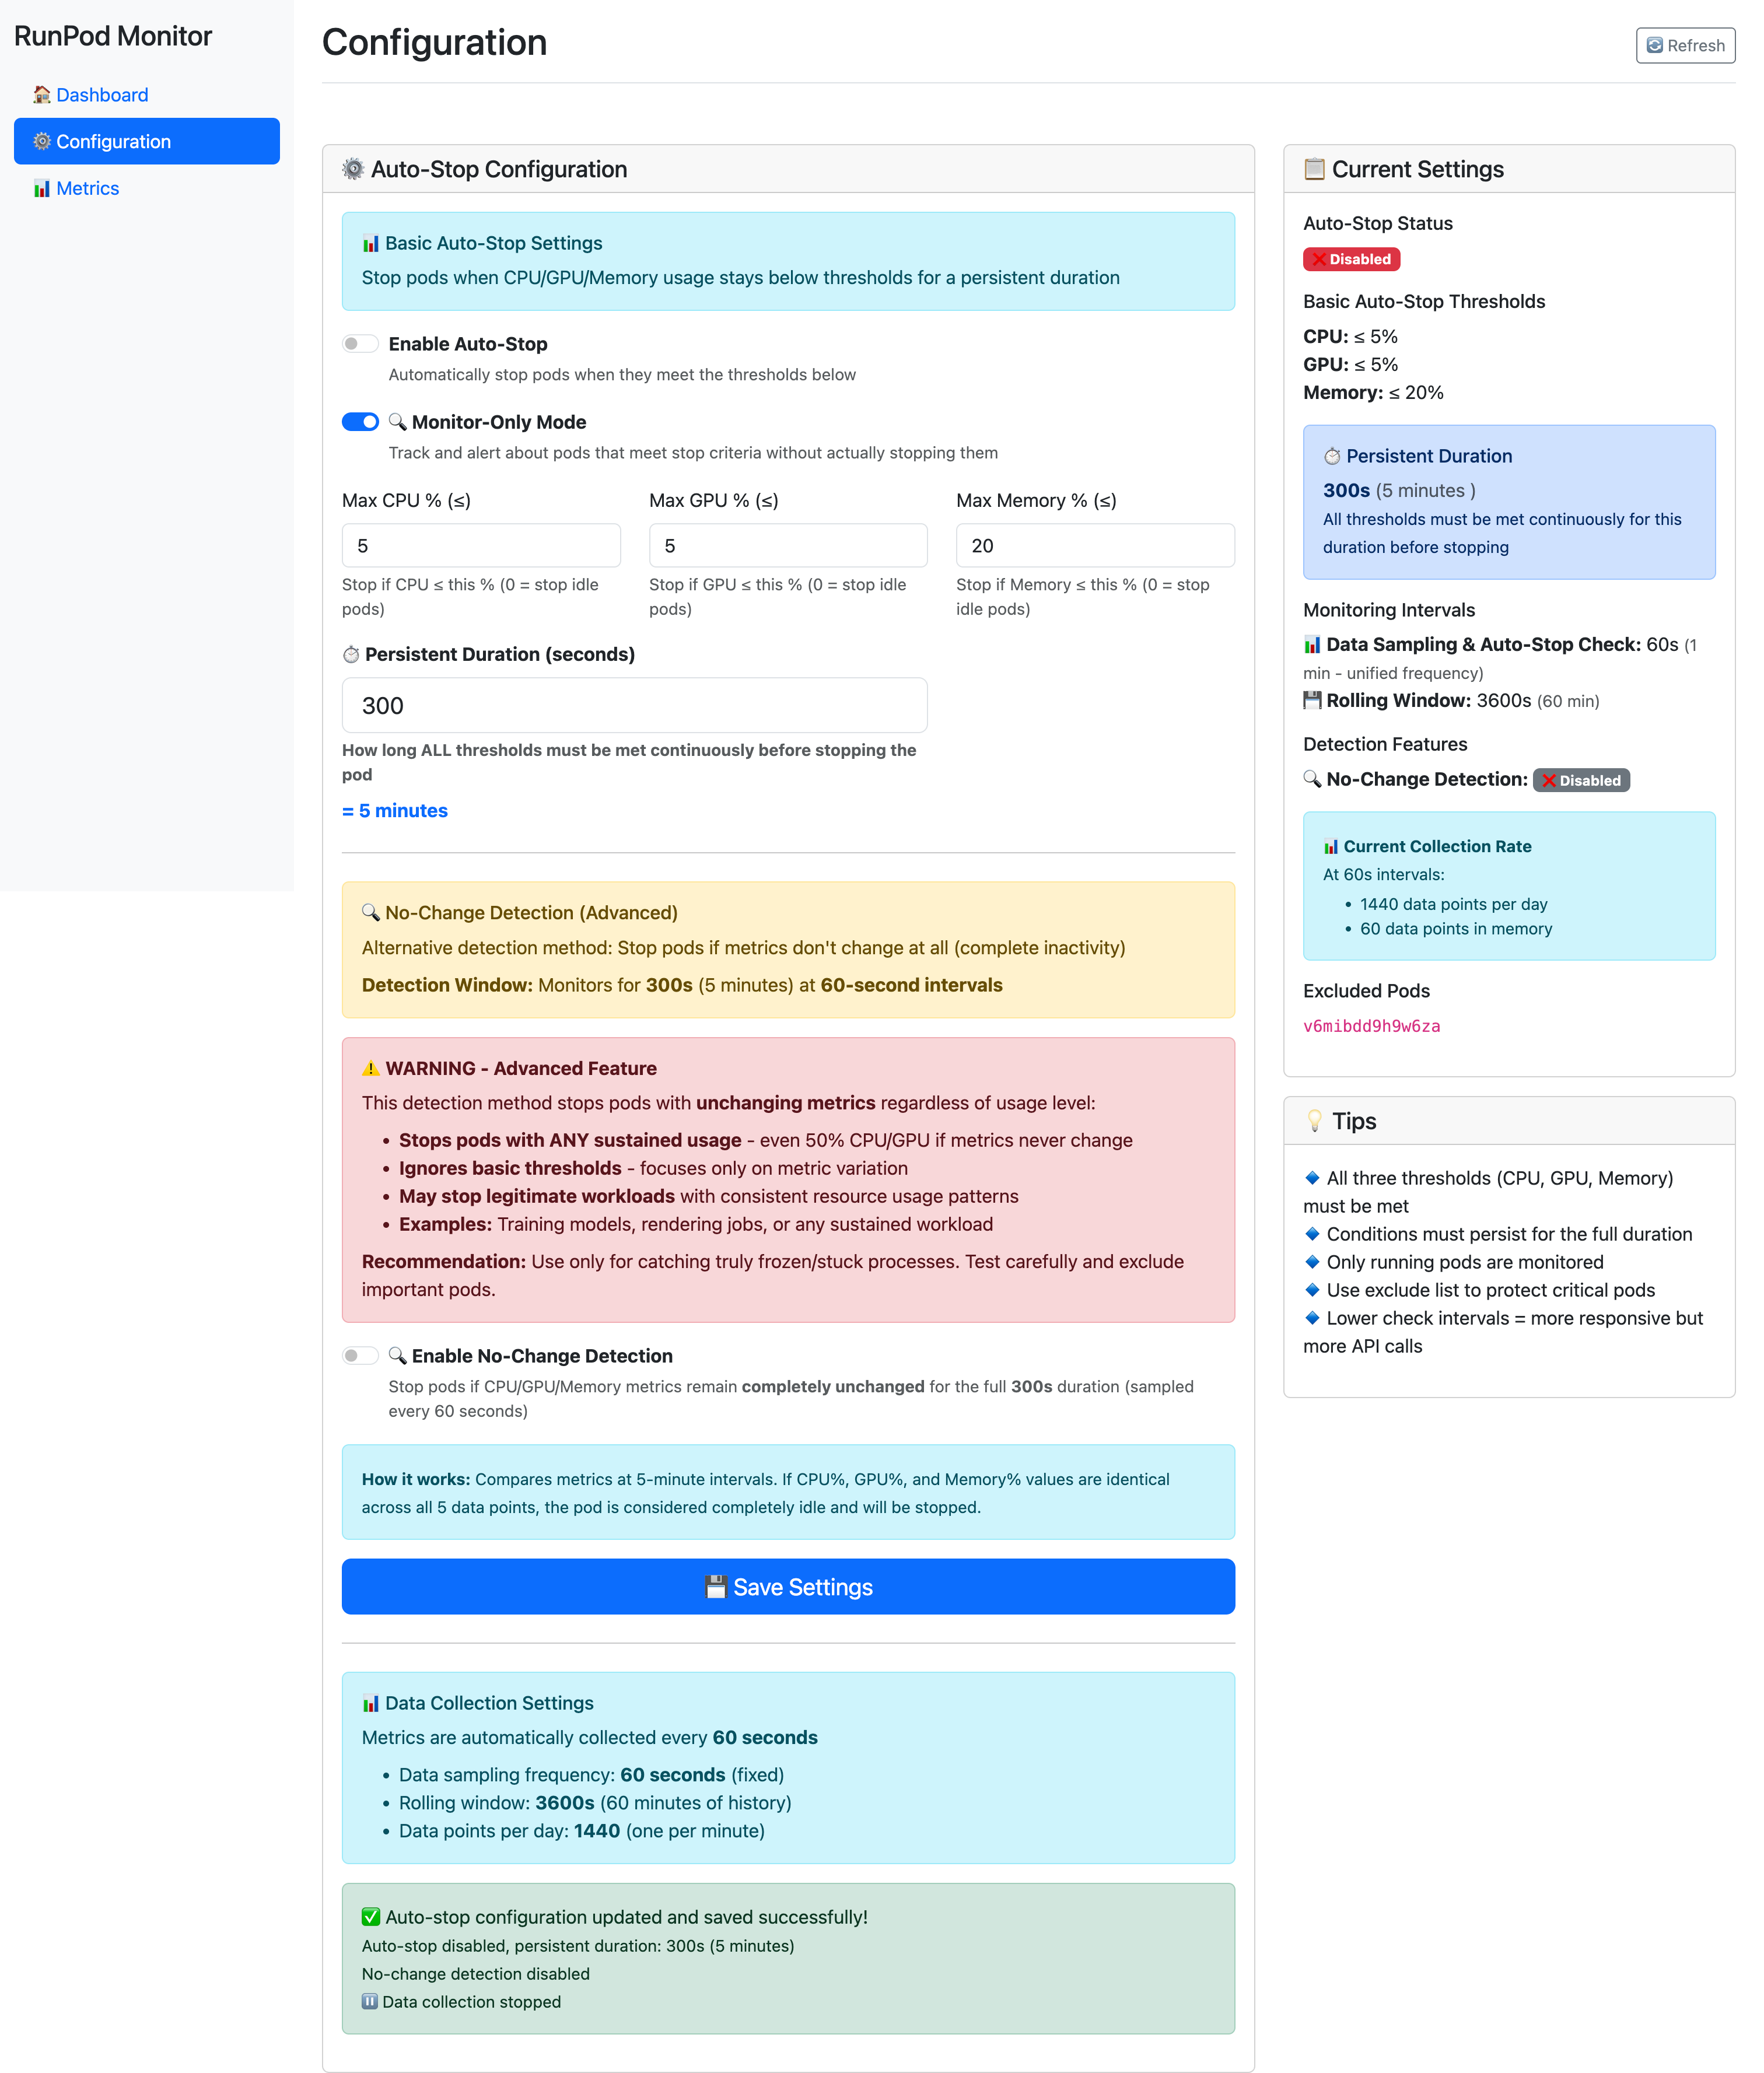 RunPod Monitor
🏠 Dashboard
⚙️ Configuration
📊 Metrics
Configuration
🔄 Refresh
⚙️ Auto-Stop Configuration
📊 Basic Auto-Stop Settings
Stop pods when CPU/GPU/Memory usage stays below thresholds for a persistent duration
Enable Auto-Stop
Automatically stop pods when they meet the thresholds below
🔍 Monitor-Only Mode
Track and alert about pods that meet stop criteria without actually stopping them
Max CPU % (≤)
5
Stop if CPU ≤ this % (0 = stop idle
pods)
Max GPU % (≤)
5
Stop if GPU ≤ this % (0 = stop idle
pods)
Max Memory % (≤)
20
Stop if Memory ≤ this % (0 = stop
idle pods)
⏱️ Persistent Duration (seconds)
300
How long ALL thresholds must be met continuously before stopping the
pod
= 5 minutes
🔍 No-Change Detection (Advanced)
Alternative detection method: Stop pods if metrics don't change at all (complete inactivity)
Detection Window: Monitors for 300s (5 minutes) at 60-second intervals
⚠️ WARNING - Advanced Feature
This detection method stops pods with unchanging metrics regardless of usage level:
• Stops pods with ANY sustained usage - even 50% CPU/GPU if metrics never change
• Ignores basic thresholds - focuses only on metric variation
• May stop legitimate workloads with consistent resource usage patterns
• Examples: Training models, rendering jobs, or any sustained workload
Recommendation: Use only for catching truly frozen/stuck processes. Test carefully and exclude
important pods.
🔍 Enable No-Change Detection
Stop pods if CPU/GPU/Memory metrics remain completely unchanged for the full 300s duration (sampled
every 60 seconds)
How it works: Compares metrics at 5-minute intervals. If CPU%, GPU%, and Memory% values are identical
across all 5 data points, the pod is considered completely idle and will be stopped.
💾 Save Settings
📊 Data Collection Settings
Metrics are automatically collected every 60 seconds
• Data sampling frequency: 60 seconds (fixed)
• Rolling window: 3600s (60 minutes of history)
• Data points per day: 1440 (one per minute)
✅ Auto-stop configuration updated and saved successfully!
Auto-stop disabled, persistent duration: 300s (5 minutes)
No-change detection disabled
⏸️ Data collection stopped
📋 Current Settings
Auto-Stop Status
❌ Disabled
Basic Auto-Stop Thresholds
CPU: ≤ 5%
GPU: ≤ 5%
Memory: ≤ 20%
⏱️ Persistent Duration
300s (5 minutes )
All thresholds must be met continuously for this
duration before stopping
Monitoring Intervals
📊 Data Sampling & Auto-Stop Check: 60s (1
min - unified frequency)
💾 Rolling Window: 3600s (60 min)
Detection Features
🔍 No-Change Detection: ❌ Disabled
📊 Current Collection Rate
At 60s intervals:
• 1440 data points per day
• 60 data points in memory
Excluded Pods
v6mibdd9h9w6za
💡 Tips
🔹 All three thresholds (CPU, GPU, Memory)
must be met
🔹 Conditions must persist for the full duration
🔹 Only running pods are monitored
🔹 Use exclude list to protect critical pods
🔹 Lower check intervals = more responsive but
more API calls